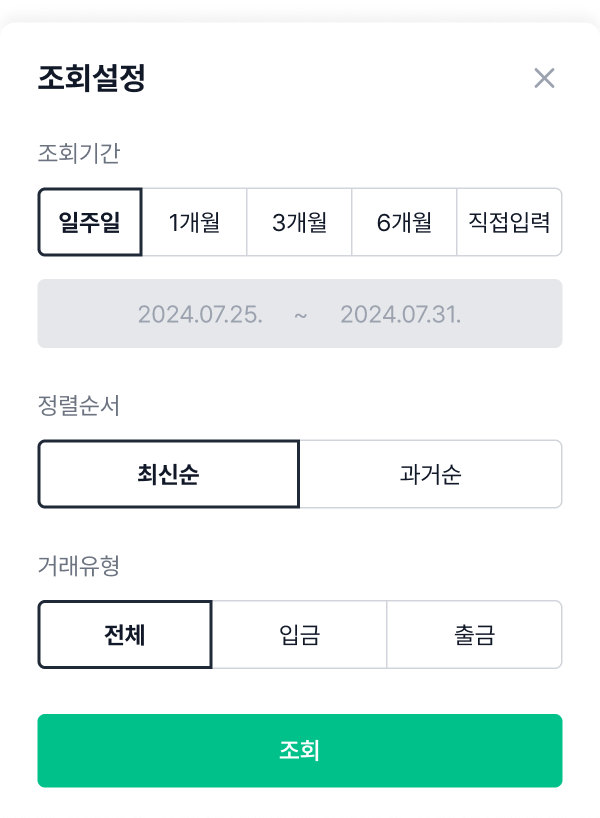 조회설정
조회기간
일주일 1개월 3개월 6개월 직접입력
2024.07.25. ~ 2024.07.31.
정렬순서
최신순 과거순
거래유형
전체 입금 출금
조회